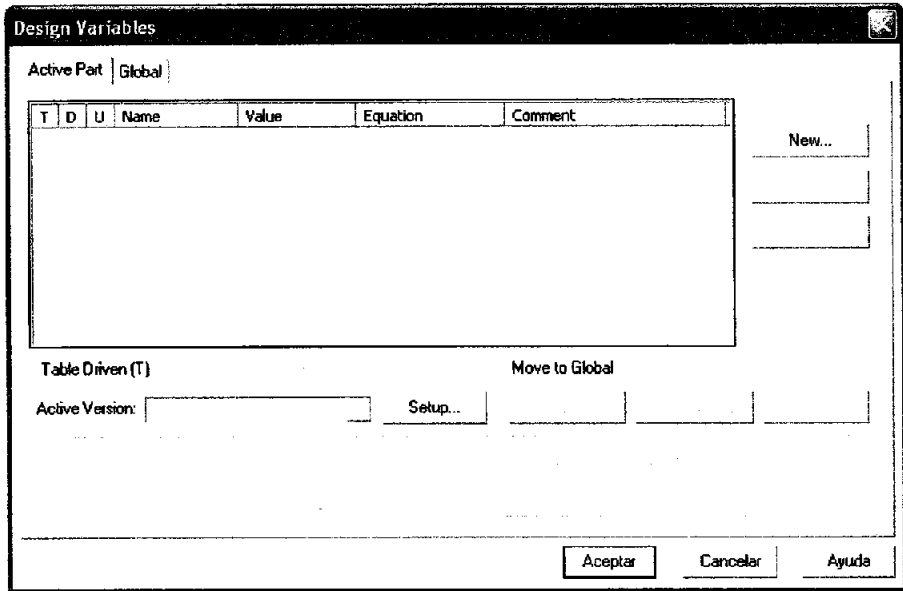 Design Variables
Active Part Global
T D U Name Value Equation Comment
New...
Table Driven (T)
Move to Global
Active Version:
Setup...
Aceptar Cancelar Ayuda